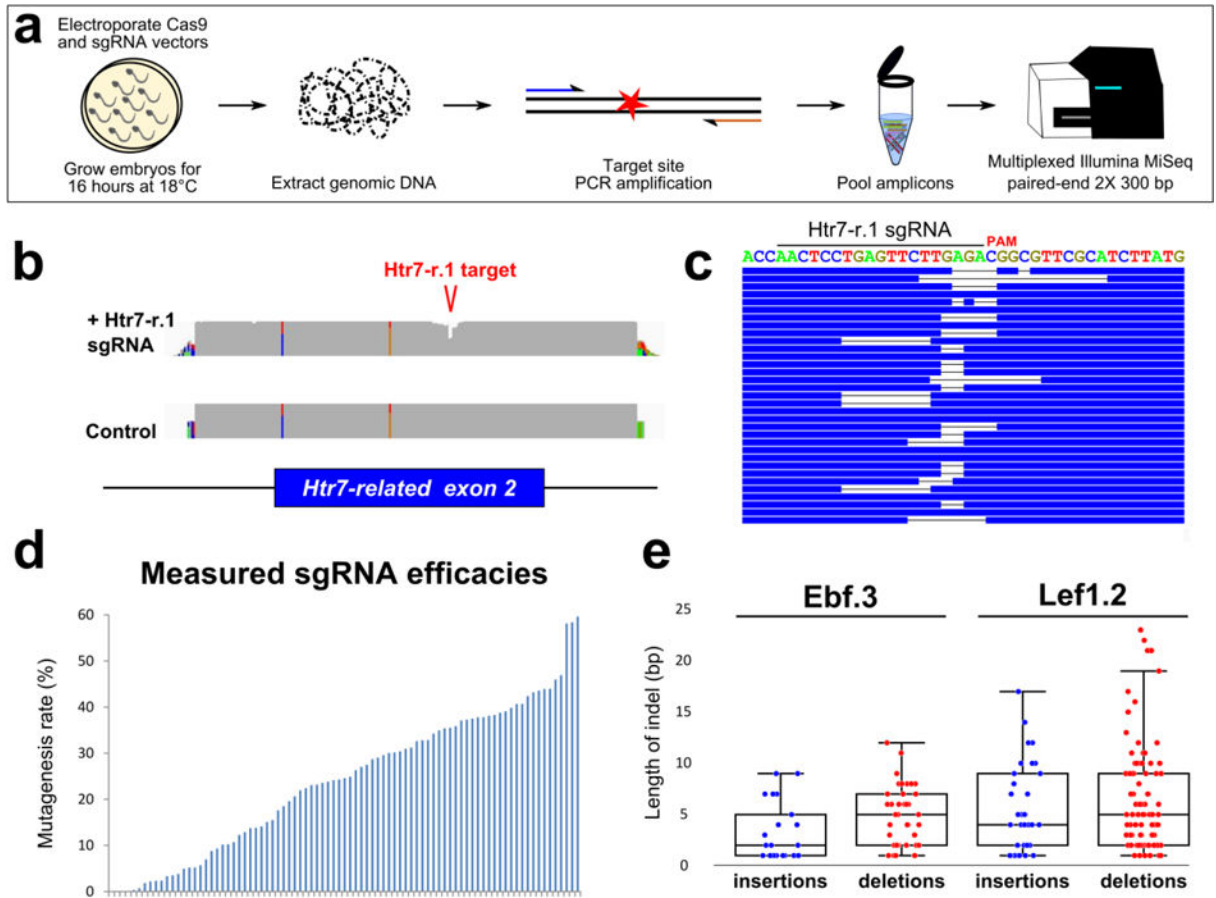 a
Electroporate Cas9
and sgRNA vectors
Grow embryos for
16 hours at 18°C
Extract genomic DNA
Target site
PCR amplification
Pool amplicons
Multiplexed Illumina MiSeq
paired-end 2X 300 bp
b
Htr7-r.1 target
+ Htr7-r.1
sgRNA
Control
Htr7-related exon 2
c
Htr7-r.1 sgRNA
PAM
ACCAACTCCTGAGTTCTTGAGACGGCGTTCGCATCTTATG
d
Measured sgRNA efficacies
Mutagenesis rate (%)
60
50
40
30
20
10
0
e
Ebf.3
Lef1.2
Length of indel (bp)
25
20
15
10
5
0
insertions
deletions
insertions
deletions